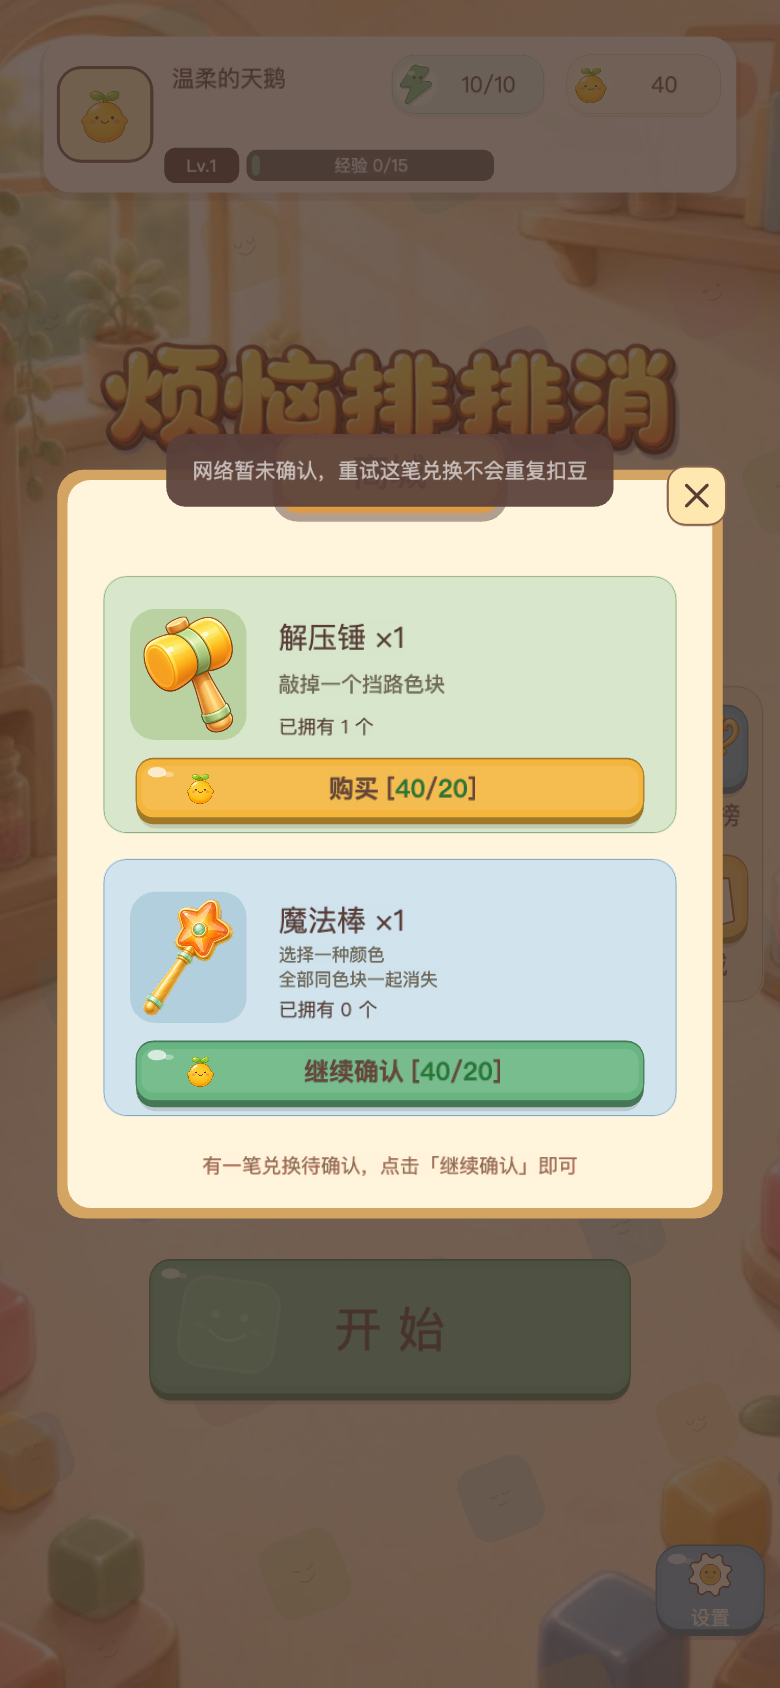 温柔的天鹅
10/10
40
Lv.1
经验 0/15
烦恼排排消
网络暂未确认，重试这笔兑换不会重复扣豆
解压锤 ×1
敲掉一个挡路色块
已拥有 1 个
购买 [40/20]
魔法棒 ×1
选择一种颜色
全部同色块一起消失
已拥有 0 个
继续确认 [40/20]
有一笔兑换待确认，点击「继续确认」即可
开始
设置